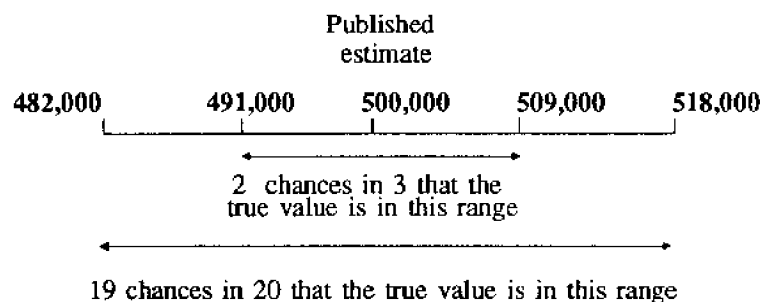 Published
estimate
482,000 491,000 500,000 509,000 518,000
2 chances in 3 that the
true value is in this range
19 chances in 20 that the true value is in this range